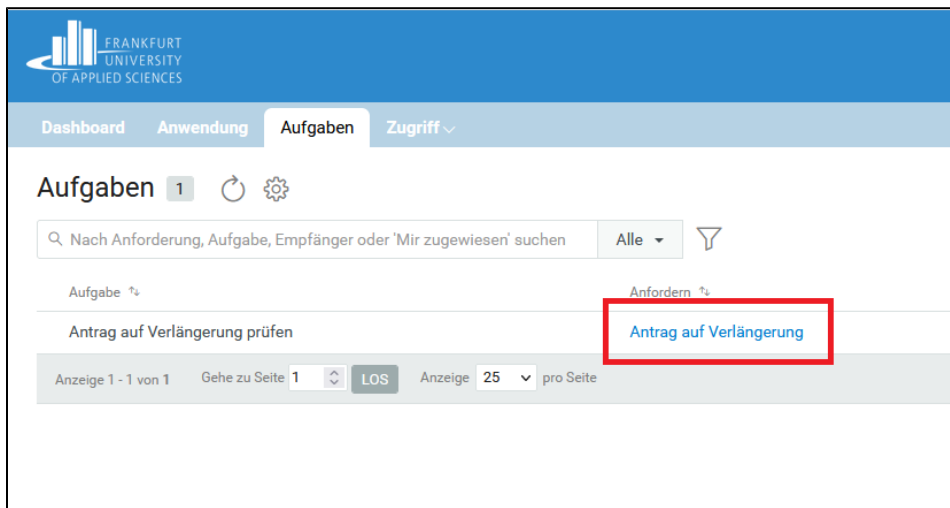 FRANKFURT
UNIVERSITY
OF APPLIED SCIENCES
Dashboard Anwendung Aufgaben Zugriff
Aufgaben 1
Nach Anforderung, Aufgabe, Empfänger oder 'Mir zugewiesen' suchen Alle
Aufgabe Anfordern
Antrag auf Verlängerung prüfen Antrag auf Verlängerung
Anzeige 1 - 1 von 1 Gehe zu Seite 1 LOS Anzeige 25 pro Seite